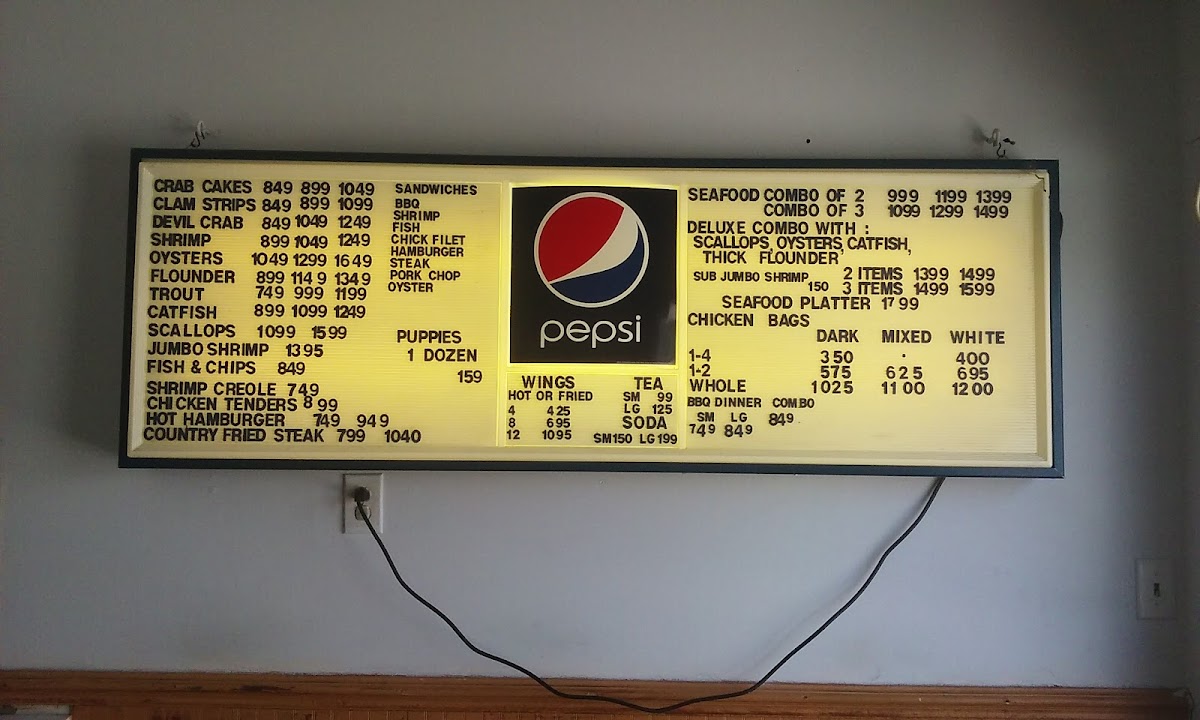 CRAB CAKES 849 899 1049
CLAM STRIPS 849 899 1099
DEVIL CRAB 849 1049 1249
SHRIMP 899 1049 1249
OYSTERS 1049 1299 1649
FLOUNDER 899 1149 1349
TROUT 749 999 1199
CATFISH 899 1099 1249
SCALLOPS 1099 1599
JUMBO SHRIMP 1395
FISH & CHIPS 849
SHRIMP CREOLE 749
CHICKEN TENDERS 899
HOT HAMBURGER 749 949
COUNTRY FRIED STEAK 799 1040
SANDWICHES
BBQ
SHRIMP
FISH
CHICK FILET
HAMBURGER
STEAK
PORK CHOP
OYSTER
PUPPIES
1 DOZEN
159
pepsi
WINGS
HOT OR FRIED
4 425
8 695
12 1095
TEA
SM 99
LG 125
SODA
SM150 LG199
SEAFOOD COMBO OF 2 999 1199 1399
COMBO OF 3 1099 1299 1499
DELUXE COMBO WITH :
SCALLOPS, OYSTERS, CATFISH,
THICK FLOUNDER
SUB JUMBO SHRIMP 150
2 ITEMS 1399 1499
3 ITEMS 1499 1599
SEAFOOD PLATTER 1799
CHICKEN BAGS
DARK MIXED WHITE
1-4 350 . 400
1-2 575 625 695
WHOLE 1025 1100 1200
BBQ DINNER COMBO
SM LG 849
749 849